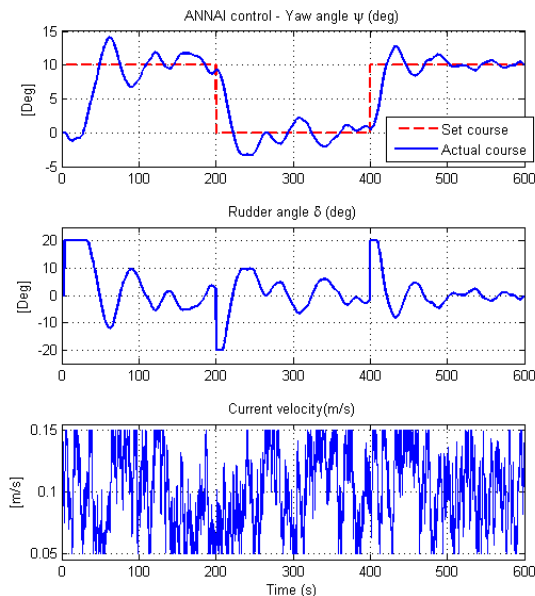 ANNAI control - Yaw angle ψ (deg)
15
10
5
0
-5
[Deg]
0 100 200 300 400 500 600
Set course
Actual course
Rudder angle δ (deg)
20
10
0
-10
-20
[Deg]
0 100 200 300 400 500 600
Current velocity(m/s)
0.15
0.1
0.05
[m/s]
0 100 200 300 400 500 600
Time (s)